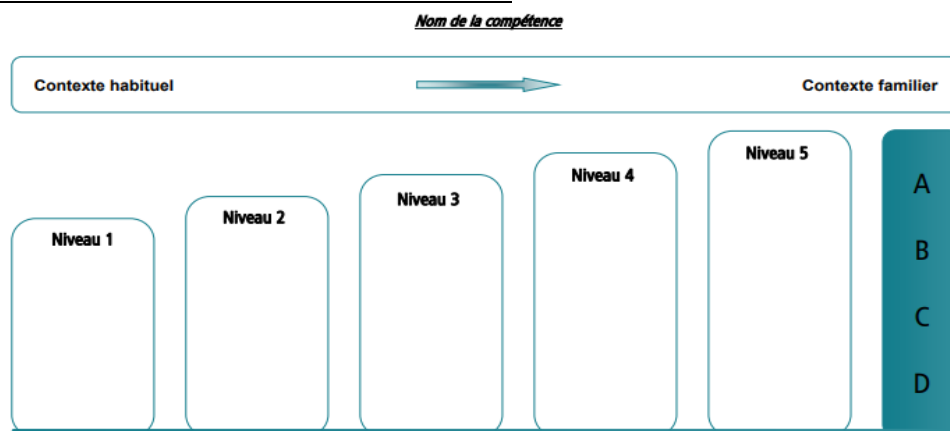 Nom de la compétence
Contexte habituel
Contexte familier
Niveau 1
Niveau 2
Niveau 3
Niveau 4
Niveau 5
A
B
C
D